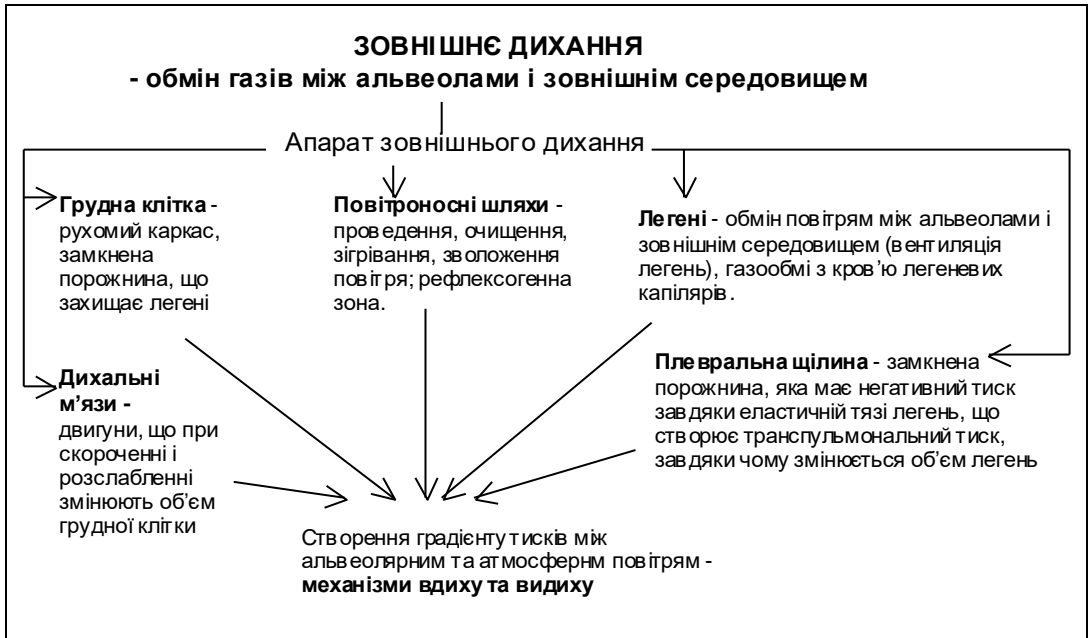 ЗОВНІШНЄ ДИХАННЯ
- обмін газів між альвеолами і зовнішнім середовищем
Апарат зовнішнього дихання
Грудна клітка -
рухомий каркас,
замкнена
порожнина, що
захищає легені
Повітроносні шляхи -
проведення, очищення,
зігрівання, зволоження
повітря; рефлексогенна
зона.
Легені - обмін повітрям між альвеолами і
зовнішнім середовищем (вентиляція
легень), газообмі з кров’ю легеневих
капілярів.
Дихальні
м’язи -
двигуни, що при
скороченні і
розслабленні
змінюють об’єм
грудної клітки
Плевральна щілина - замкнена
порожнина, яка має негативний тиск
завдяки еластичній тязі легень, що
створює транспульмональний тиск,
завдяки чому змінюється об’єм легень
Створення градієнту тисків між
альвеолярним та атмосфернм повітрям -
механізми вдиху та видиху